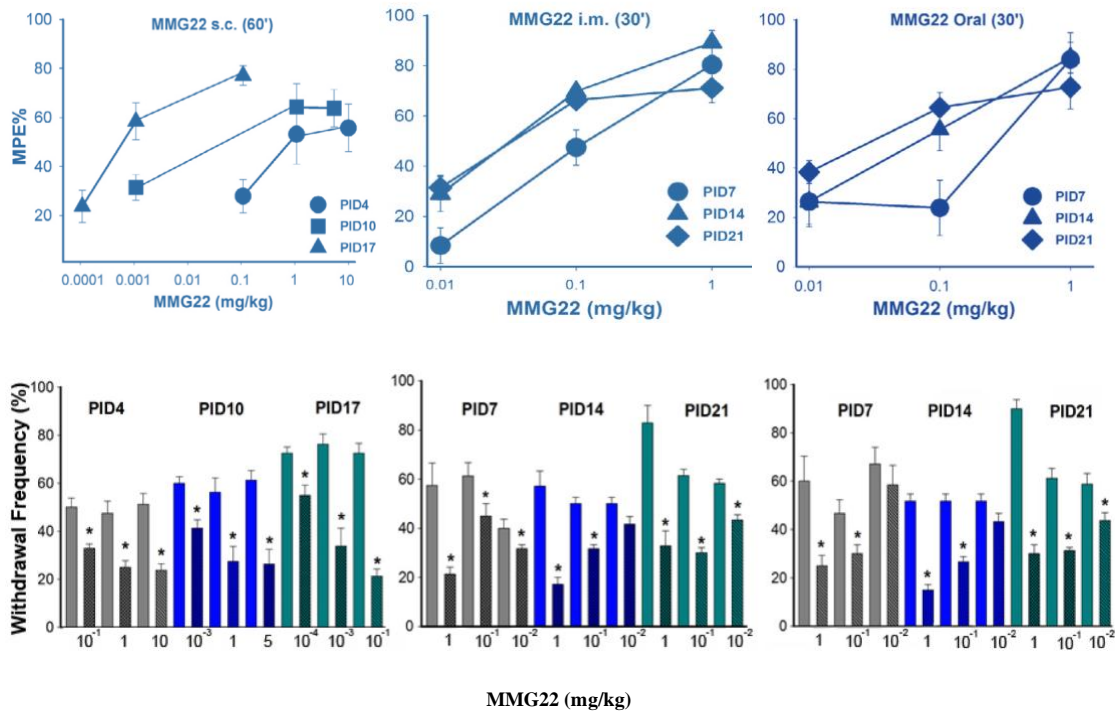 MMG22 s.c. (60')
MPE%
100
80
60
40
20
PID4
PID10
PID17
0.0001
0.001
0.1
1
10
MMG22 (mg/kg)
MMG22 i.m. (30')
100
80
60
40
20
0
PID7
PID14
PID21
0.01
0.1
1
MMG22 (mg/kg)
MMG22 Oral (30')
100
80
60
40
20
0
PID7
PID14
PID21
0.01
0.1
1
MMG22 (mg/kg)
Withdrawal Frequency (%)
100
80
60
40
20
0
PID4 PID10 PID17
* * * * * * * * *
10⁻¹ 1 10 10⁻³ 1 5 10⁻⁴ 10⁻³ 10⁻¹
100
80
60
40
20
0
PID7 PID14 PID21
* * * * * * * *
1 10⁻¹ 10⁻² 1 10⁻¹ 10⁻² 1 10⁻¹ 10⁻²
100
80
60
40
20
0
PID7 PID14 PID21
* * * * * * *
1 10⁻¹ 10⁻² 1 10⁻¹ 10⁻² 1 10⁻¹ 10⁻²
MMG22 (mg/kg)